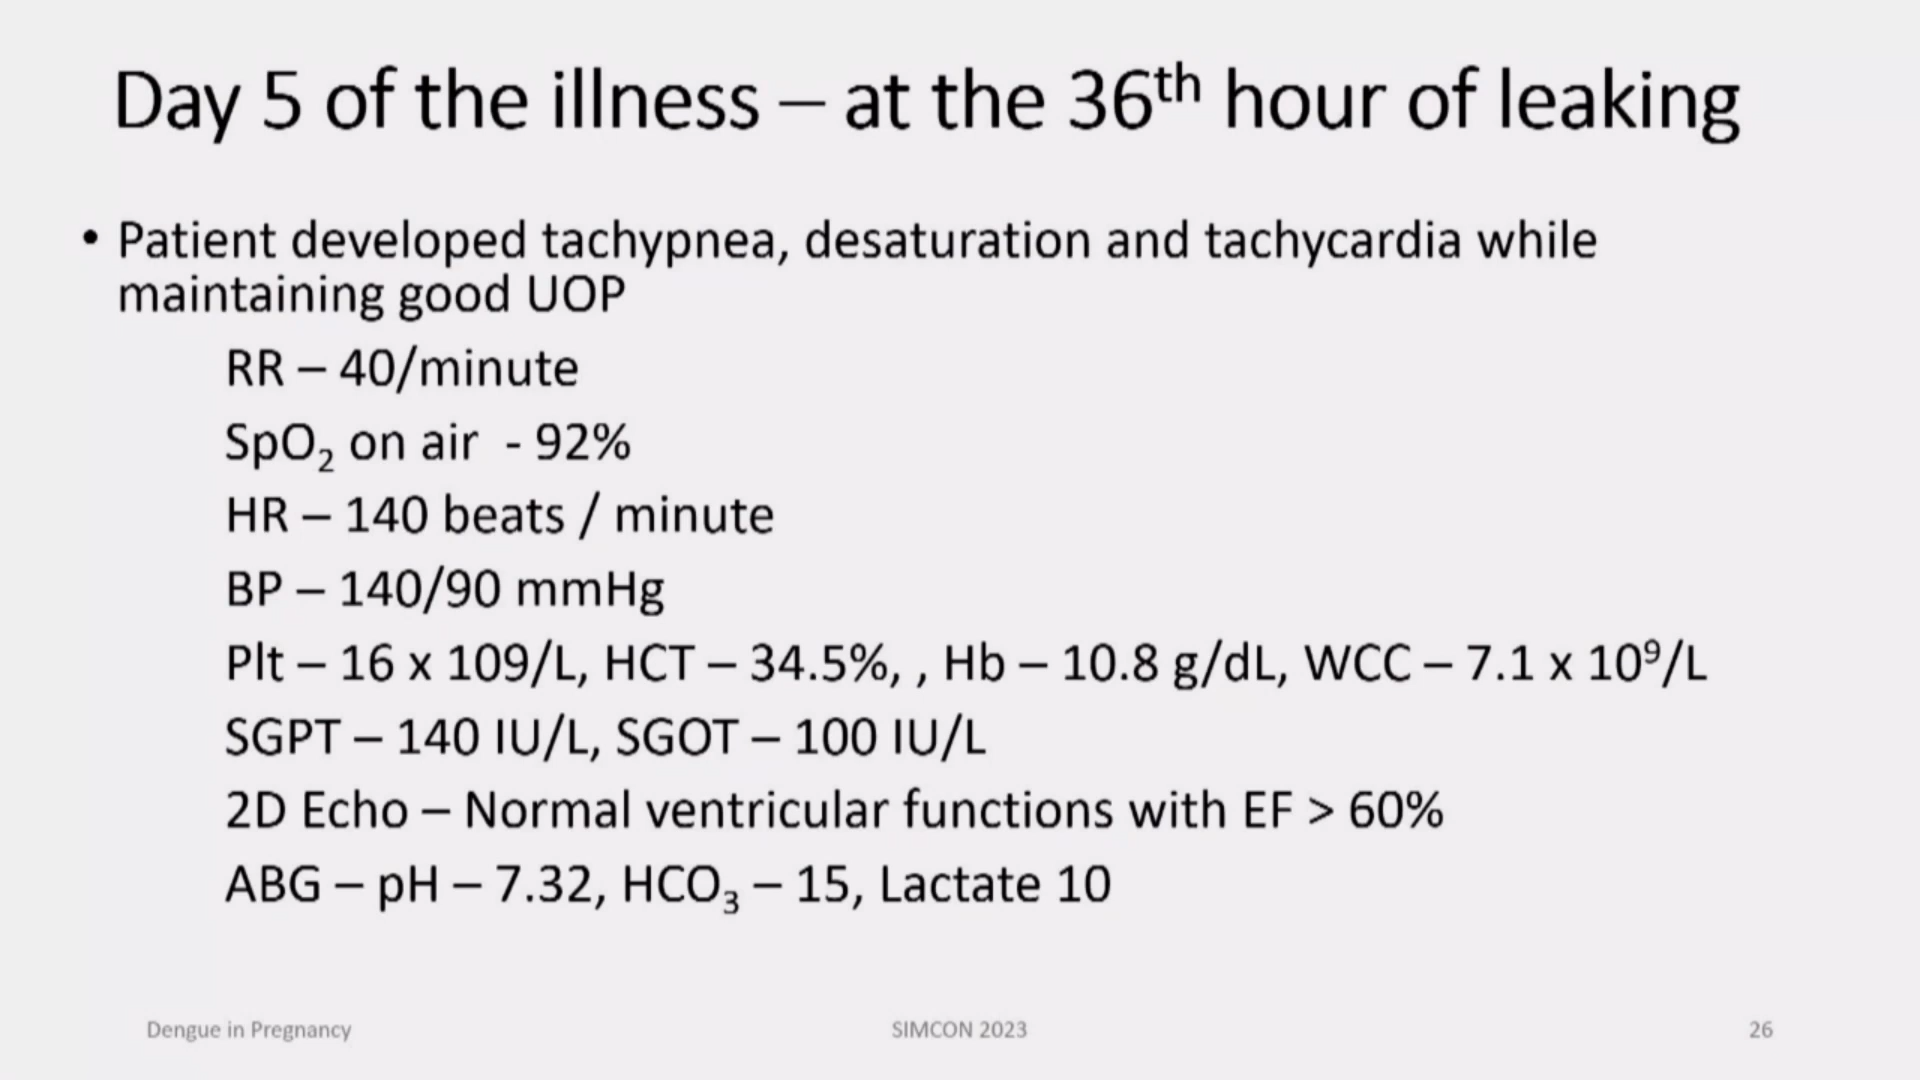 Day 5 of the illness – at the 36th hour of leaking
• Patient developed tachypnea, desaturation and tachycardia while
maintaining good UOP
RR – 40/minute
SpO₂ on air - 92%
HR – 140 beats / minute
BP – 140/90 mmHg
Plt – 16 x 109/L, HCT – 34.5%, , Hb – 10.8 g/dL, WCC – 7.1 x 10⁹/L
SGPT – 140 IU/L, SGOT – 100 IU/L
2D Echo – Normal ventricular functions with EF > 60%
ABG – pH – 7.32, HCO₃ – 15, Lactate 10
Dengue in Pregnancy SIMCON 2023 26